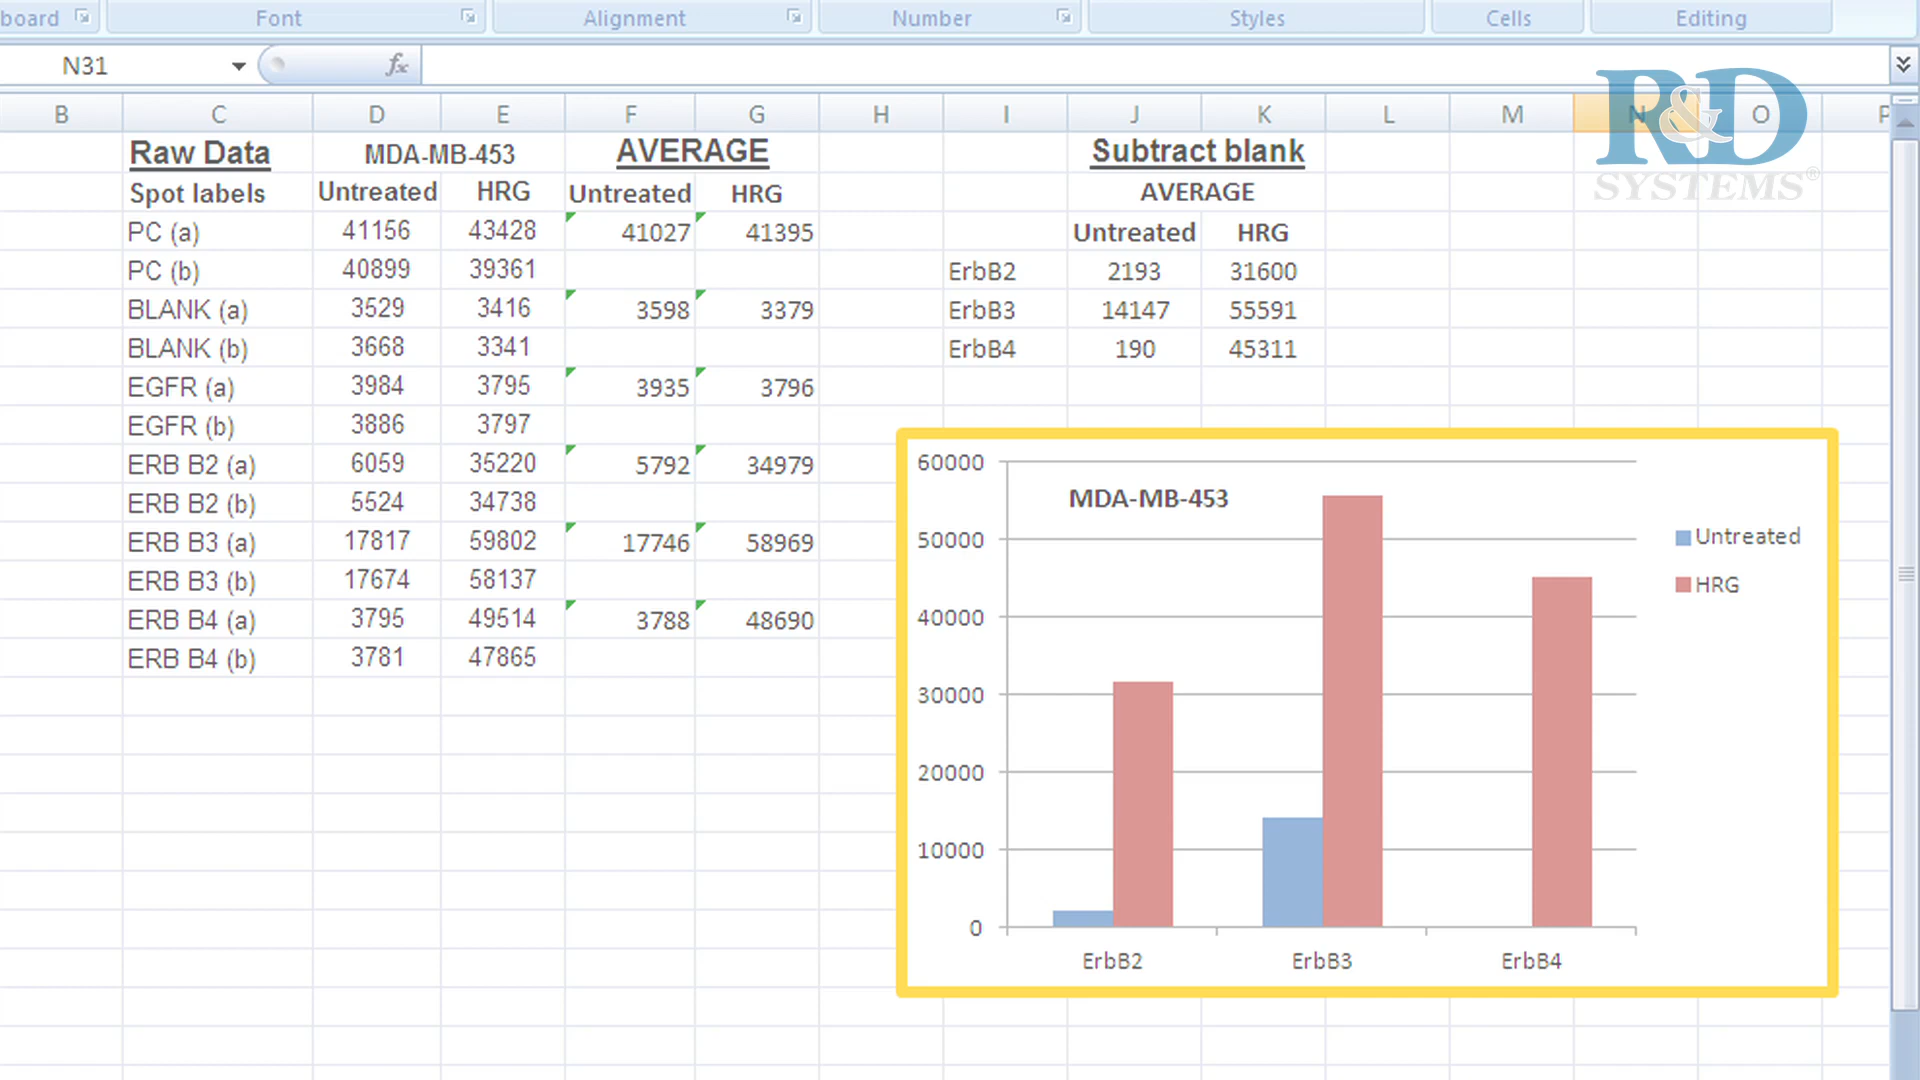 board Font Alignment Number Styles Cells Editing
N31 fx
B C D E F G H I J K L M N O P
R&D
SYSTEMS®
Raw Data MDA-MB-453 AVERAGE Subtract blank
Spot labels Untreated HRG Untreated HRG AVERAGE
PC (a) 41156 43428 41027 41395 Untreated HRG
PC (b) 40899 39361 ErbB2 2193 31600
BLANK (a) 3529 3416 3598 3379 ErbB3 14147 55591
BLANK (b) 3668 3341 ErbB4 190 45311
EGFR (a) 3984 3795 3935 3796
EGFR (b) 3886 3797
ERB B2 (a) 6059 35220 5792 34979
ERB B2 (b) 5524 34738
ERB B3 (a) 17817 59802 17746 58969
ERB B3 (b) 17674 58137
ERB B4 (a) 3795 49514 3788 48690
ERB B4 (b) 3781 47865
MDA-MB-453
60000
50000
40000
30000
20000
10000
0
ErbB2 ErbB3 ErbB4
Untreated
HRG